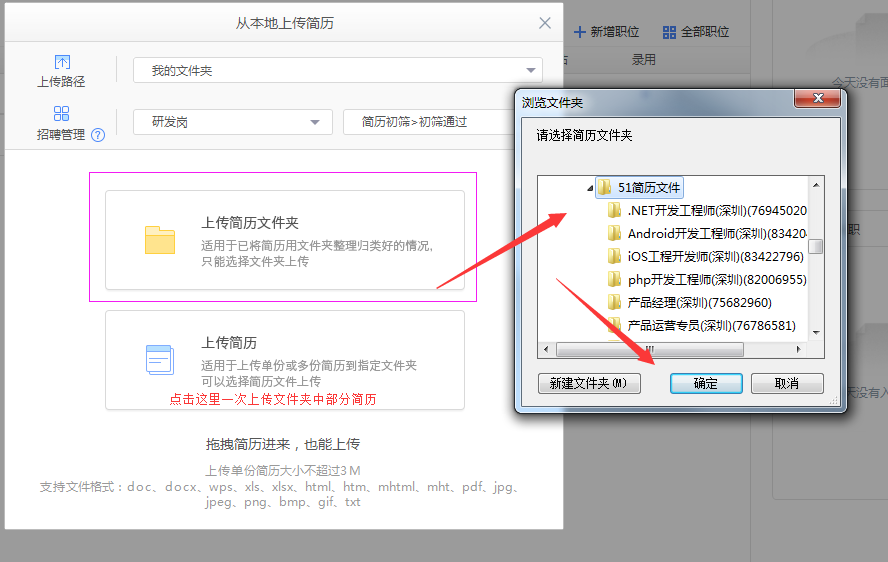 从本地上传简历
上传路径
我的文件夹
招聘管理
?
研发岗
简历初筛>初筛通过
上传简历文件夹
适用于已将简历用文件夹整理归类好的情况,
只能选择文件夹上传
上传简历
适用于上传单份或多份简历到指定文件夹
可以选择简历文件上传
点击这里一次上传文件夹中部分简历
拖拽简历进来，也能上传
上传单份简历大小不超过3 M
支持文件格式：doc、docx、wps、xls、xlsx、html、htm、mhtml、mht、pdf、jpg、
jpeg、png、bmp、gif、txt
新增职位
全部职位
录用
今天没有面
职
天没有入
浏览文件夹
请选择简历文件夹
51简历文件
.NET开发工程师(深圳)(76945020
Android开发工程师(深圳)(83420
iOS工程开发师(深圳)(83422796)
php开发工程师(深圳)(82006955)
产品经理(深圳)(75682960)
产品运营专员(深圳)(76786581)
新建文件夹(M)
确定
取消